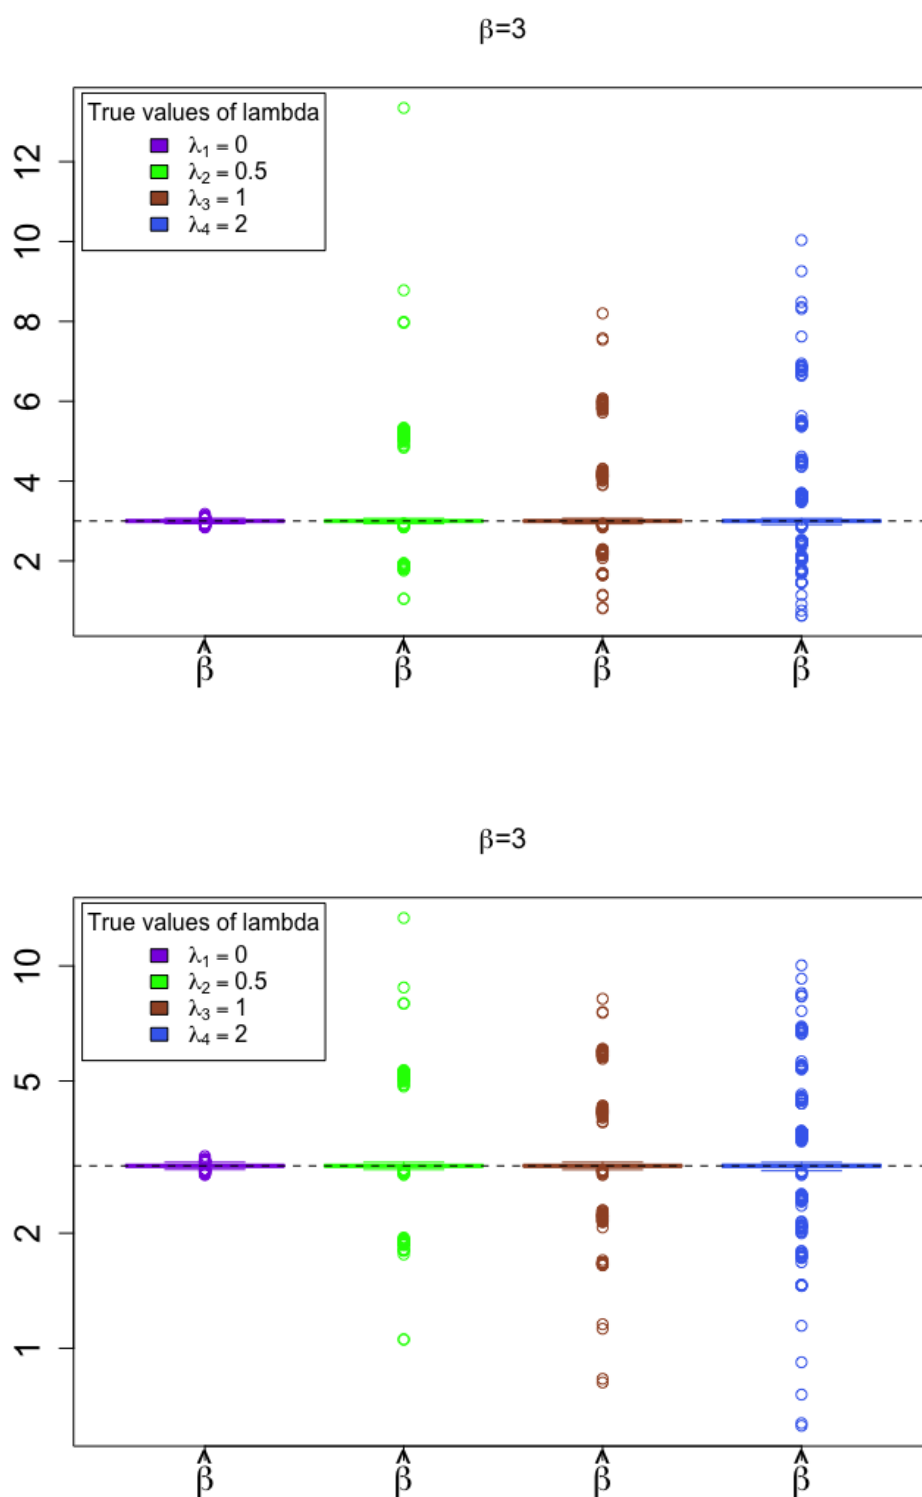 β=3
True values of lambda
λ₁ = 0
λ₂ = 0.5
λ₃ = 1
λ₄ = 2
12
10
8
6
4
2
β̂ β̂ β̂ β̂
β=3
True values of lambda
λ₁ = 0
λ₂ = 0.5
λ₃ = 1
λ₄ = 2
10
5
2
1
β̂ β̂ β̂ β̂